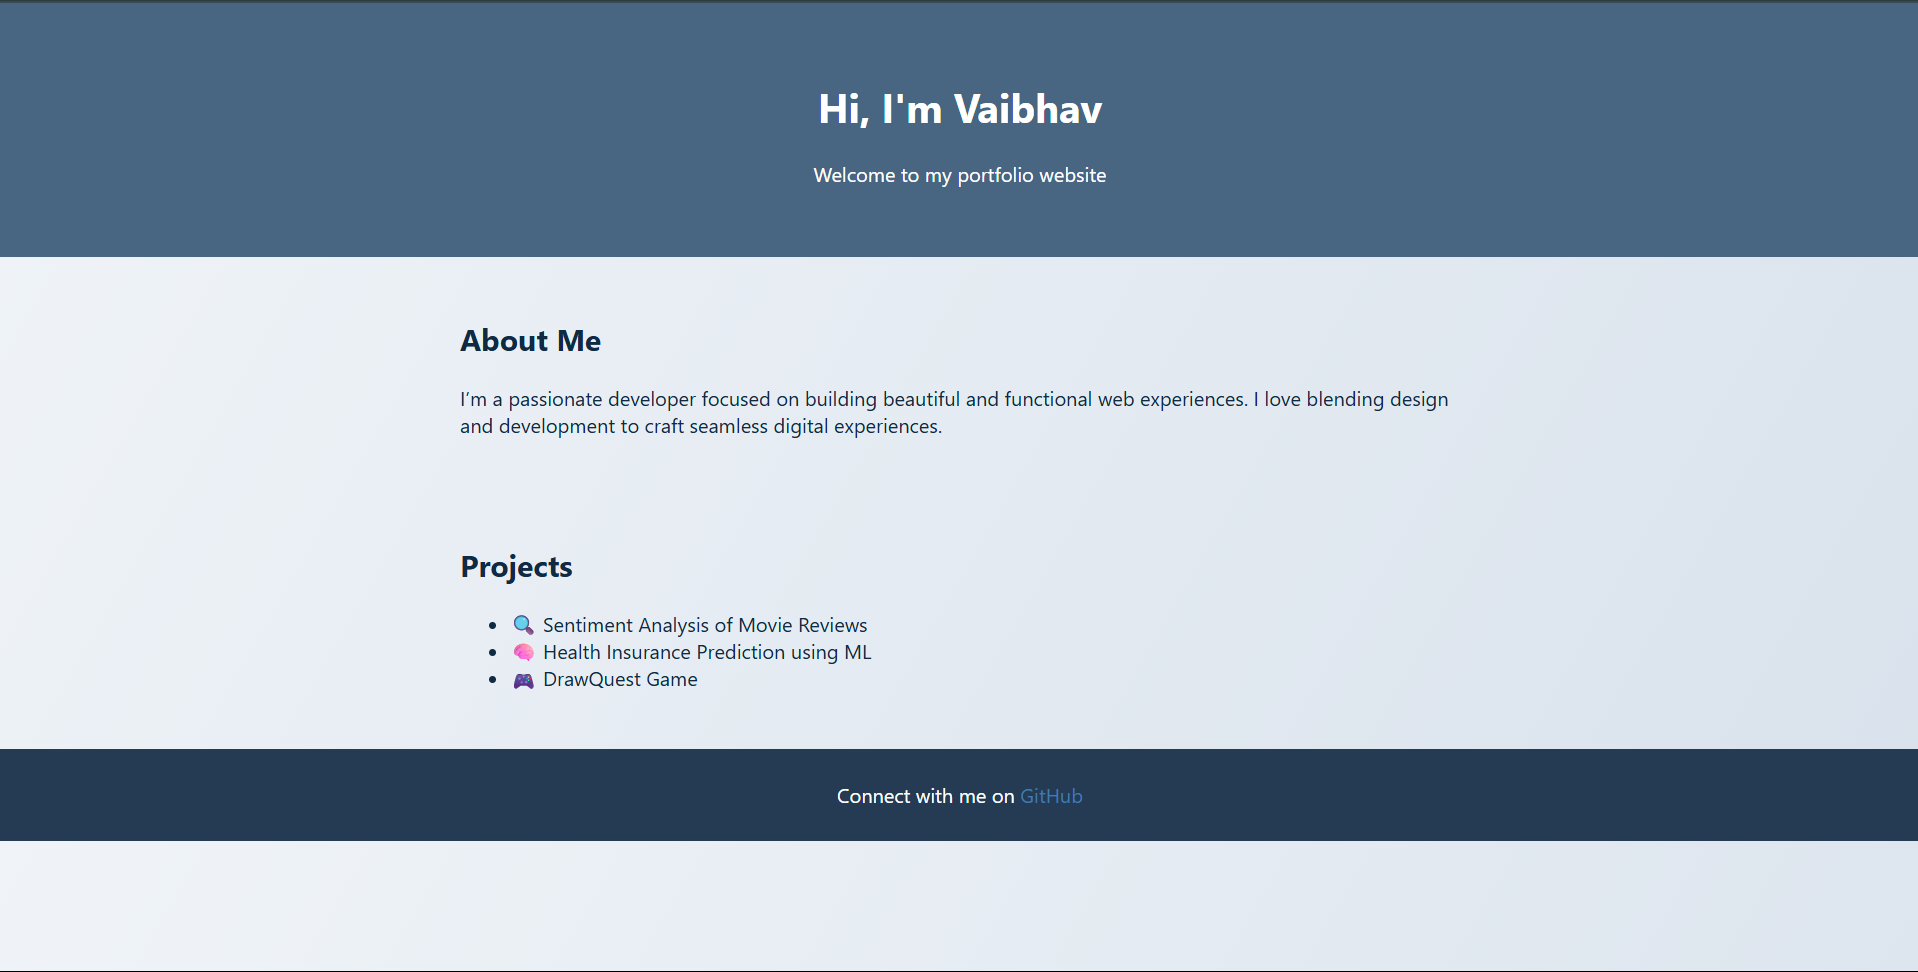 Hi, I'm Vaibhav
Welcome to my portfolio website
About Me
I’m a passionate developer focused on building beautiful and functional web experiences. I love blending design
and development to craft seamless digital experiences.
Projects
• 🔍 Sentiment Analysis of Movie Reviews
• 🧠 Health Insurance Prediction using ML
• 🎮 DrawQuest Game
Connect with me on GitHub